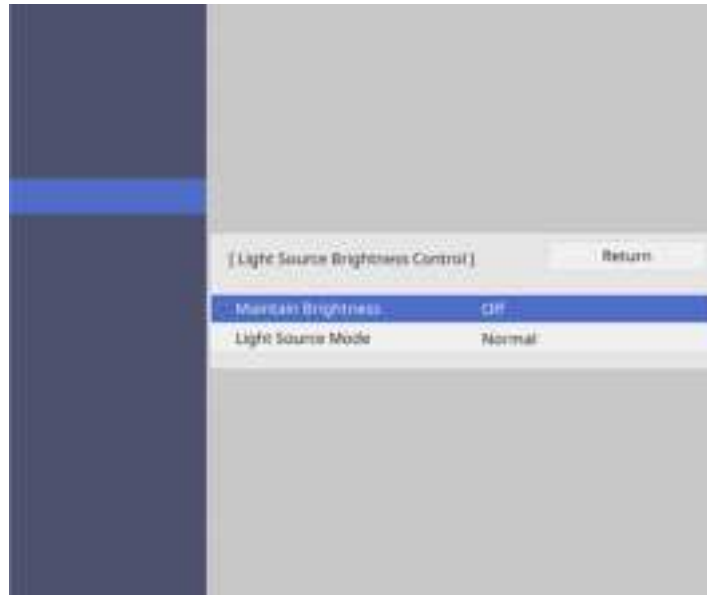 [ Light Source Brightness Control ] Return
Maintain Brightness Off
Light Source Mode Normal